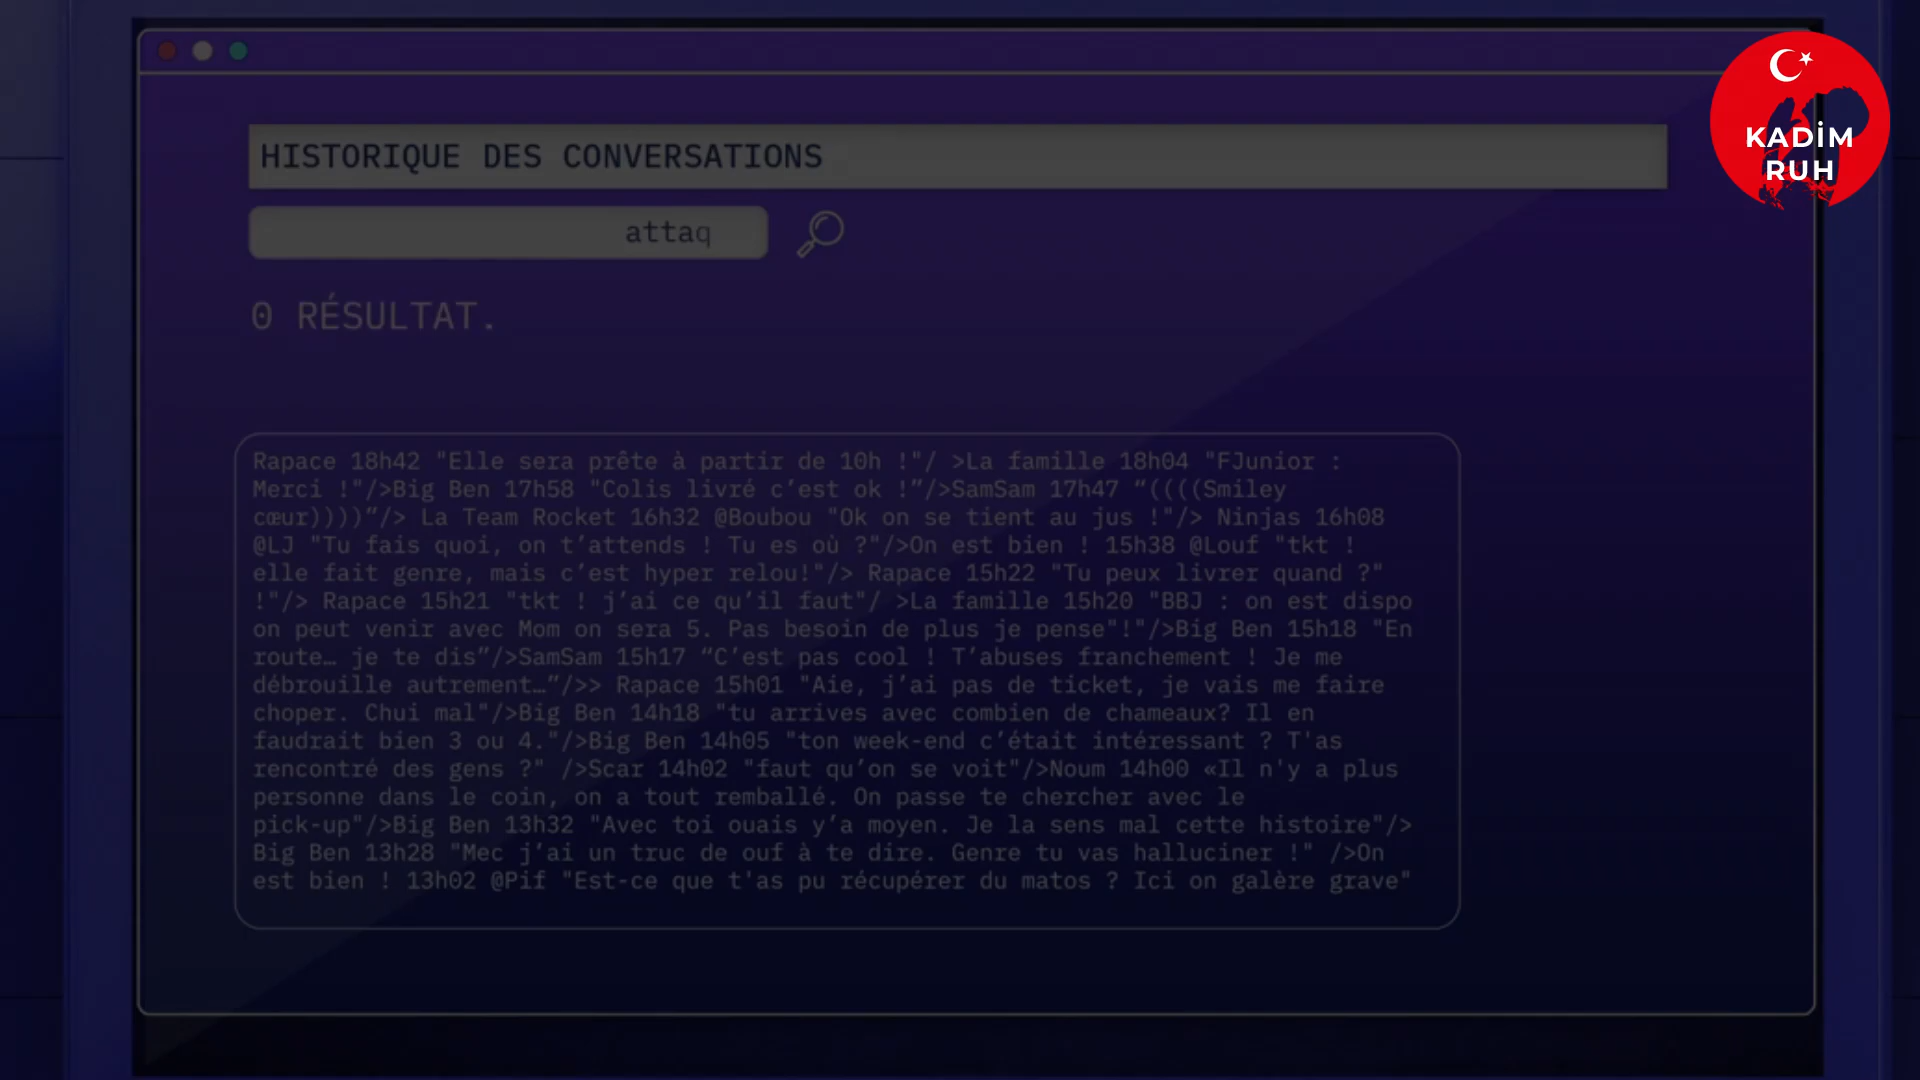 HISTORIQUE DES CONVERSATIONS
attaq
0 RÉSULTAT.
Rapace 18h42 "Elle sera prête à partir de 10h !"/ >La famille 18h04 "FJunior :
Merci !"/>Big Ben 17h58 "Colis livré c’est ok !”/>SamSam 17h47 “((((Smiley
cœur))))”/> La Team Rocket 16h32 @Boubou "Ok on se tient au jus !"/> Ninjas 16h08
@LJ "Tu fais quoi, on t’attends ! Tu es où ?"/>On est bien ! 15h38 @Louf "tkt !
elle fait genre, mais c’est hyper relou!"/> Rapace 15h22 "Tu peux livrer quand ?"
!"/> Rapace 15h21 "tkt ! j’ai ce qu’il faut"/ >La famille 15h20 "BBJ : on est dispo
on peut venir avec Mom on sera 5. Pas besoin de plus je pense"!"/>Big Ben 15h18 "En
route… je te dis”/>SamSam 15h17 “C’est pas cool ! T’abuses franchement ! Je me
débrouille autrement…”/>> Rapace 15h01 "Aie, j’ai pas de ticket, je vais me faire
choper. Chui mal"/>Big Ben 14h18 "tu arrives avec combien de chameaux? Il en
faudrait bien 3 ou 4."/>Big Ben 14h05 "ton week-end c’était intéressant ? T'as
rencontré des gens ?" />Scar 14h02 "faut qu’on se voit"/>Noum 14h00 «Il n'y a plus
personne dans le coin, on a tout remballé. On passe te chercher avec le
pick-up"/>Big Ben 13h32 "Avec toi ouais y’a moyen. Je la sens mal cette histoire"/>
Big Ben 13h28 "Mec j’ai un truc de ouf à te dire. Genre tu vas halluciner !" />On
est bien ! 13h02 @Pif "Est-ce que t'as pu récupérer du matos ? Ici on galère grave"
KADİM
RUH